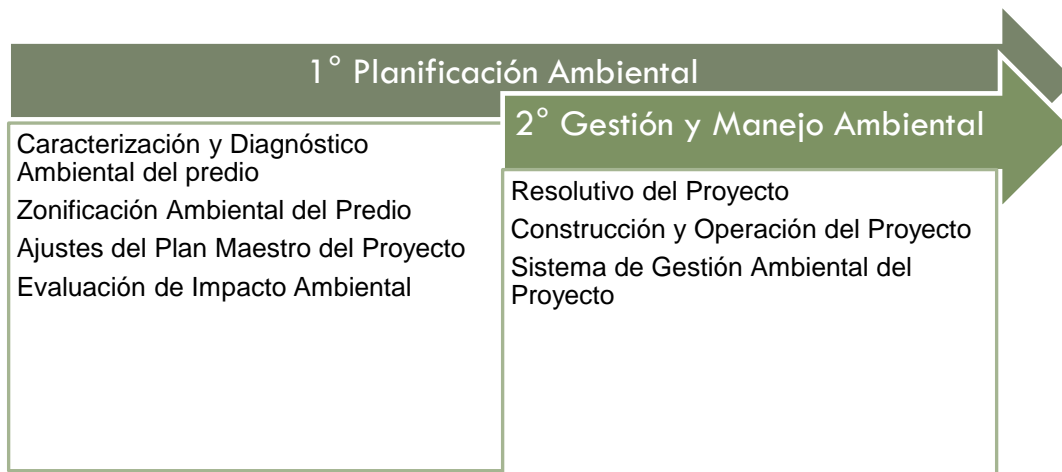 1° Planificación Ambiental
Caracterización y Diagnóstico
Ambiental del predio
Zonificación Ambiental del Predio
Ajustes del Plan Maestro del Proyecto
Evaluación de Impacto Ambiental
2° Gestión y Manejo Ambiental
Resolutivo del Proyecto
Construcción y Operación del Proyecto
Sistema de Gestión Ambiental del
Proyecto